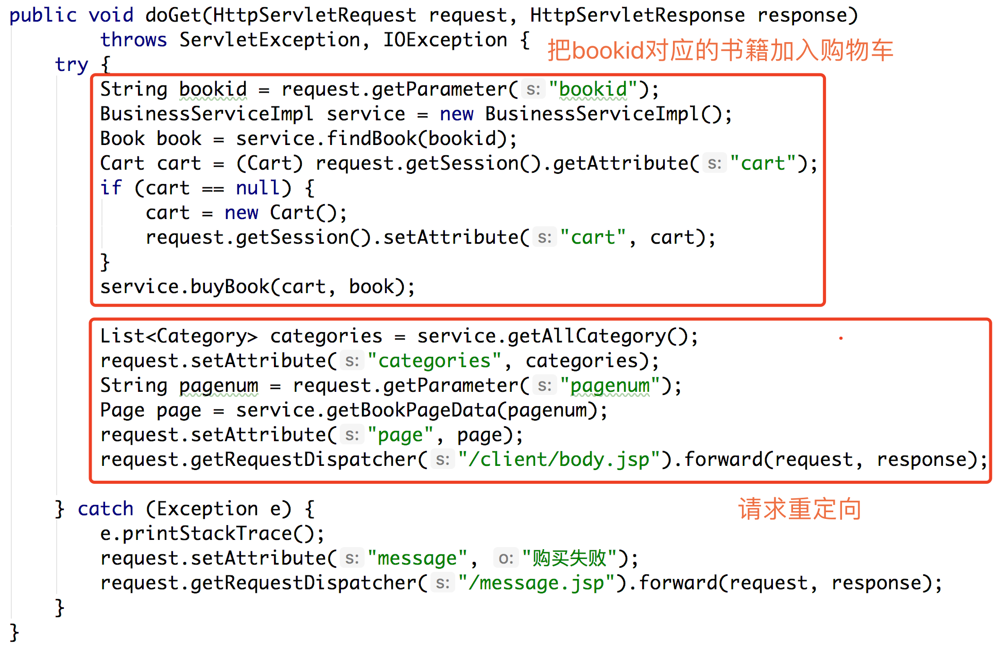 public void doGet(HttpServletRequest request, HttpServletResponse response)
throws ServletException, IOException {
把bookid对应的书籍加入购物车
try {
String bookid = request.getParameter( s: "bookid");
BusinessServiceImpl service = new BusinessServiceImpl();
Book book = service.findBook(bookid);
Cart cart = (Cart) request.getSession().getAttribute( s: "cart");
if (cart == null) {
cart = new Cart();
request.getSession().setAttribute( s: "cart", cart);
}
service.buyBook(cart, book);
List<Category> categories = service.getAllCategory();
request.setAttribute( s: "categories", categories);
String pagenum = request.getParameter( s: "pagenum");
Page page = service.getBookPageData(pagenum);
request.setAttribute( s: "page", page);
request.getRequestDispatcher( s: "/client/body.jsp").forward(request, response);
} catch (Exception e) {
请求重定向
e.printStackTrace();
request.setAttribute( s: "message", o: "购买失败");
request.getRequestDispatcher( s: "/message.jsp").forward(request, response);
}
}